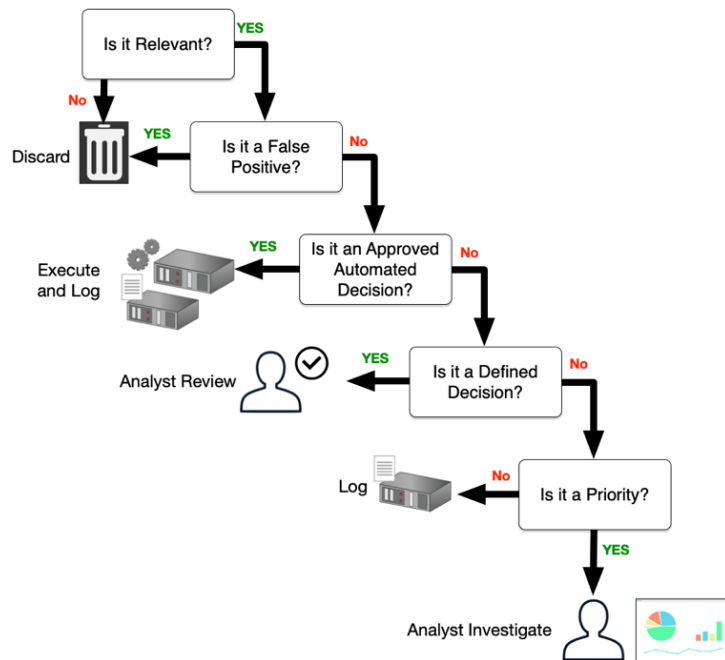 Is it Relevant?
YES
No
Discard
YES
Is it a False
Positive?
No
Execute
and Log
YES
Is it an Approved
Automated
Decision?
No
Analyst Review
YES
Is it a Defined
Decision?
No
Log
No
Is it a Priority?
YES
Analyst Investigate